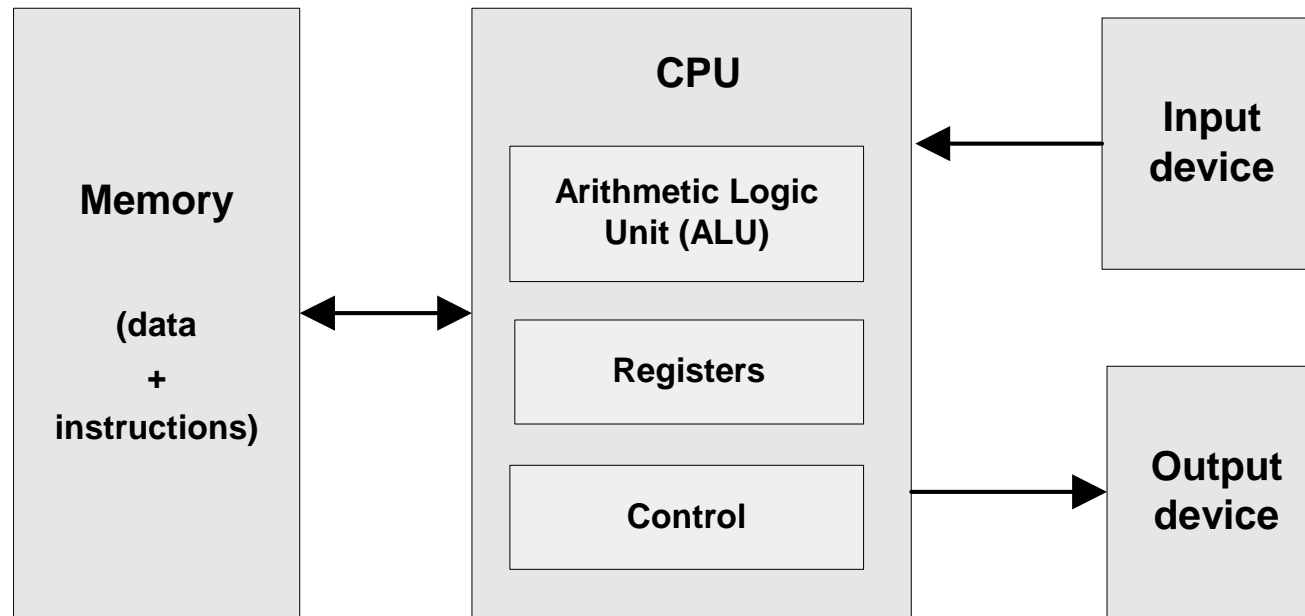 Memory
(data
+
instructions)
CPU
Arithmetic Logic
Unit (ALU)
Registers
Control
Input
device
Output
device